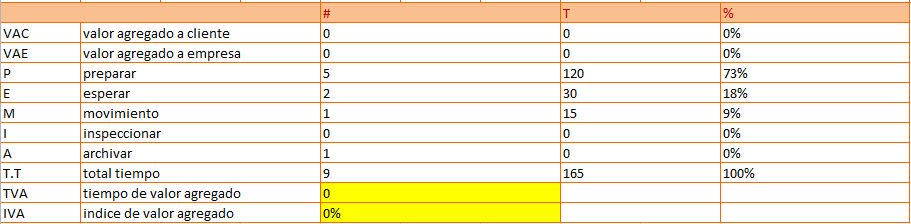 # T %
VAC valor agregado a cliente 0 0 0%
VAE valor agregado a empresa 0 0 0%
P preparar 5 120 73%
E esperar 2 30 18%
M movimiento 1 15 9%
I inspeccionar 0 0 0%
A archivar 1 0 0%
T.T total tiempo 9 165 100%
TVA tiempo de valor agregado 0
IVA indice de valor agregado 0%